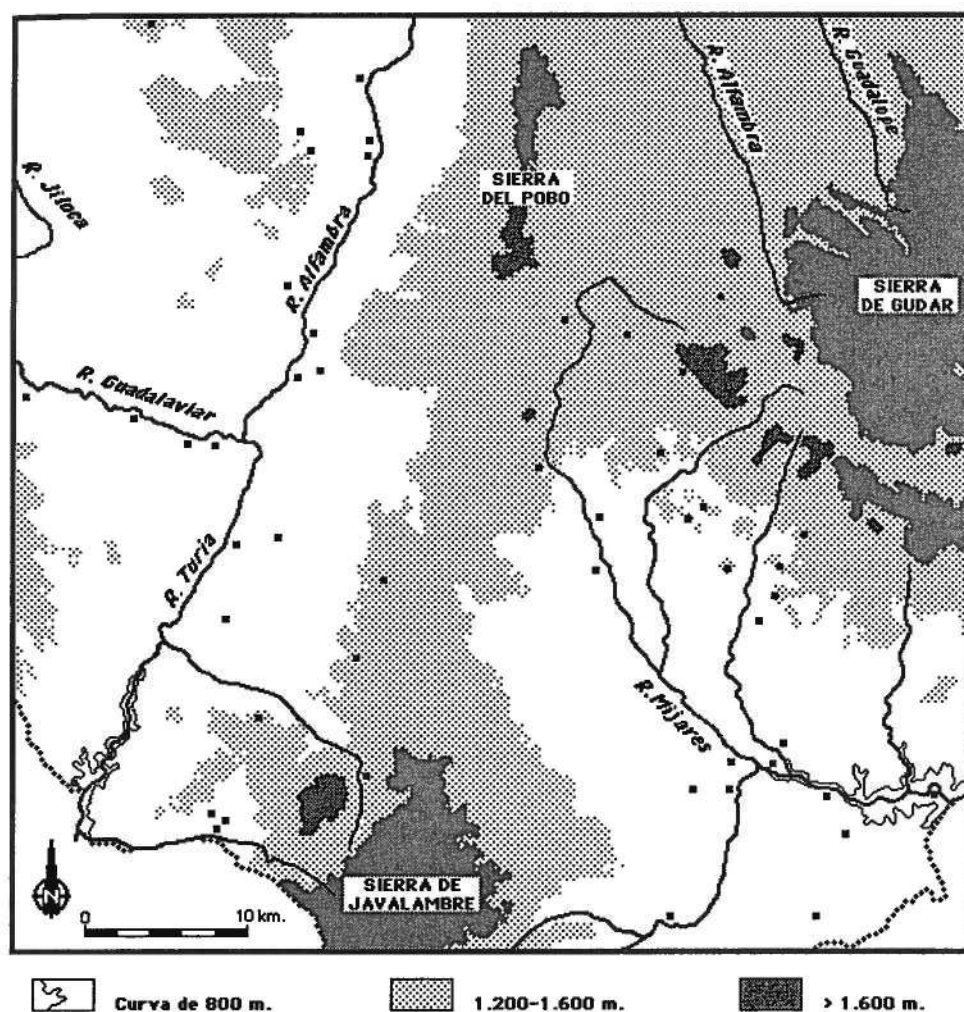 R. Alfambra
R. Guadalope
R. Jiloca
SIERRA
DEL POBO
R. Alfambra
SIERRA
DE GUDAR
R. Guadalaviar
R. Turia
R. Mijares
SIERRA DE
JAVALAMBRE
N
0
10 km.
Curva de 800 m.
1.200-1.600 m.
> 1.600 m.